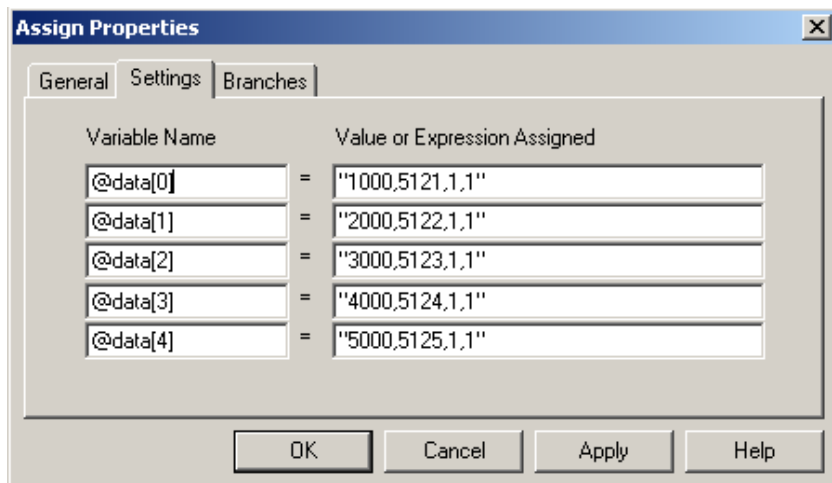 Assign Properties
General Settings Branches
Variable Name Value or Expression Assigned
@data[0] = "1000,5121,1,1"
@data[1] = "2000,5122,1,1"
@data[2] = "3000,5123,1,1"
@data[3] = "4000,5124,1,1"
@data[4] = "5000,5125,1,1"
OK Cancel Apply Help